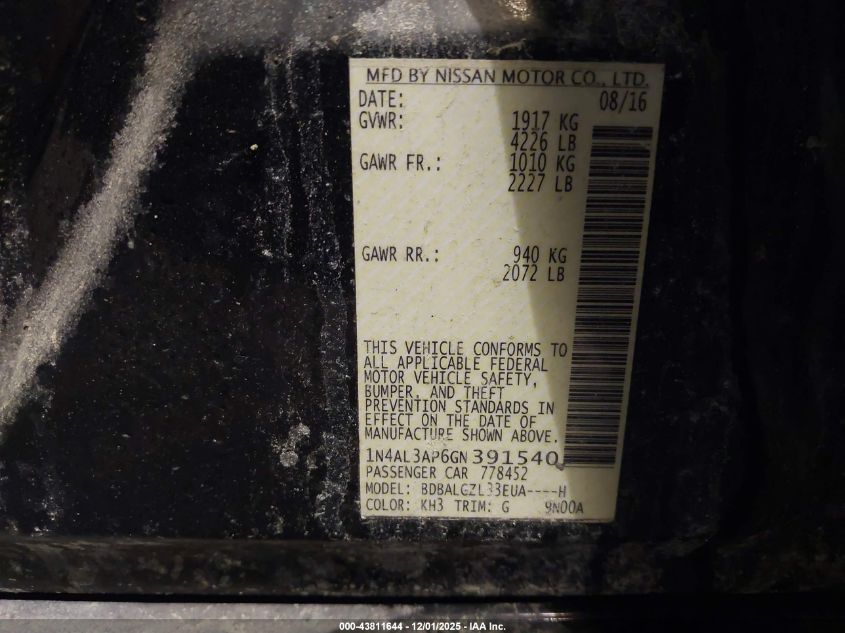 MFD BY NISSAN MOTOR CO., LTD.
DATE: 08/16
GVWR: 1917 KG
4226 LB
GAWR FR.: 1010 KG
2227 LB
GAWR RR.: 940 KG
2072 LB
THIS VEHICLE CONFORMS TO
ALL APPLICABLE FEDERAL
MOTOR VEHICLE SAFETY,
BUMPER, AND THEFT
PREVENTION STANDARDS IN
EFFECT ON THE DATE OF
MANUFACTURE SHOWN ABOVE.
1N4AL3AP6GN391540
PASSENGER CAR 778452
MODEL: BDBALGZL33EUA----H
COLOR: KH3 TRIM: G 9N00A
000-43811644 - 12/01/2025 - IAA Inc.